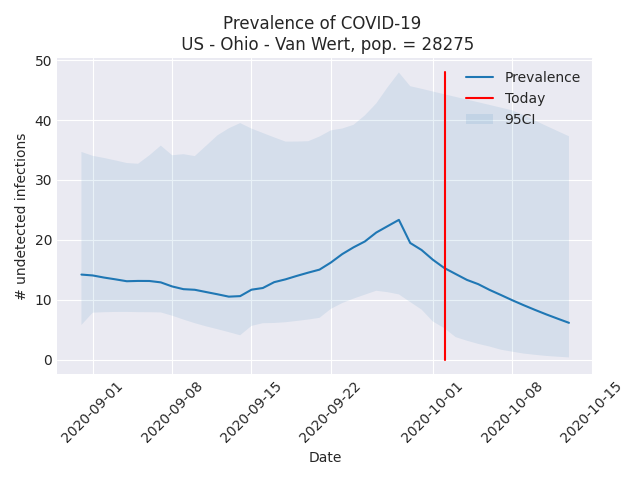 Prevalence of COVID-19
US - Ohio - Van Wert, pop. = 28275
Prevalence
Today
95CI
50
40
30
20
10
0
# undetected infections
2020-09-01
2020-09-08
2020-09-15
2020-09-22
2020-10-01
2020-10-08
2020-10-15
Date